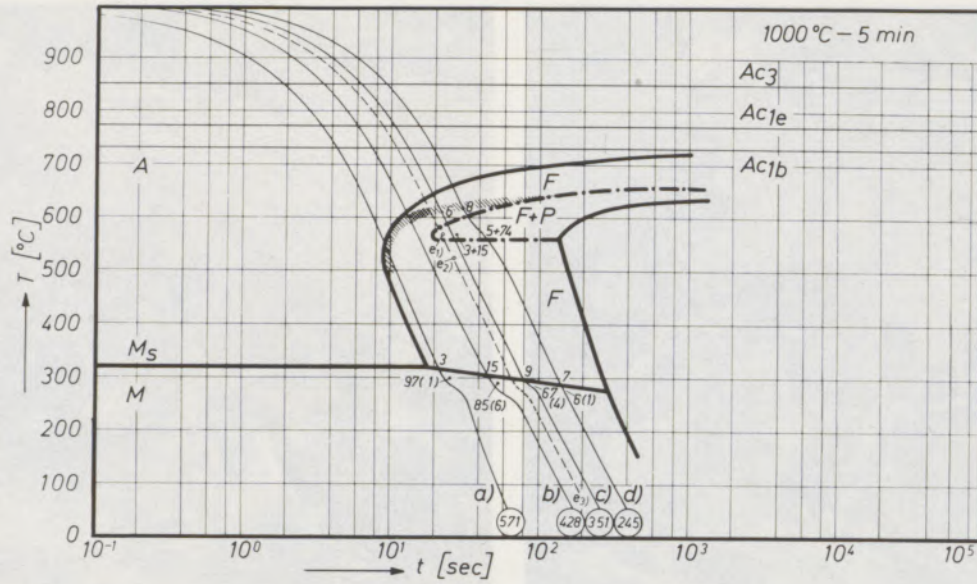 1000 °C – 5 min
900
Ac3
800
Ac1e
700
Ac1b
A
F
600
6
8
F+P
5+74
e1)
3+15
e2)
500
F
T [°C]
400
Ms
300
3
15
9
7
97(1)
85(6)
67
(4)
6(1)
M
200
100
a)
b)
e3)
c)
d)
571
428
351
245
0
10-1
100
101
102
103
104
105
t [sec]